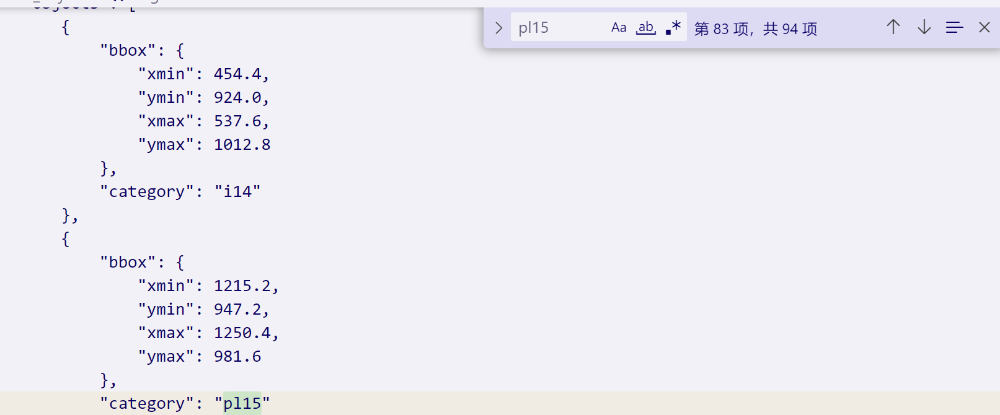 {
pl15 Aa ab .* 第 83 项，共 94 项
"bbox": {
"xmin": 454.4,
"ymin": 924.0,
"xmax": 537.6,
"ymax": 1012.8
},
"category": "i14"
},
{
"bbox": {
"xmin": 1215.2,
"ymin": 947.2,
"xmax": 1250.4,
"ymax": 981.6
},
"category": "pl15"